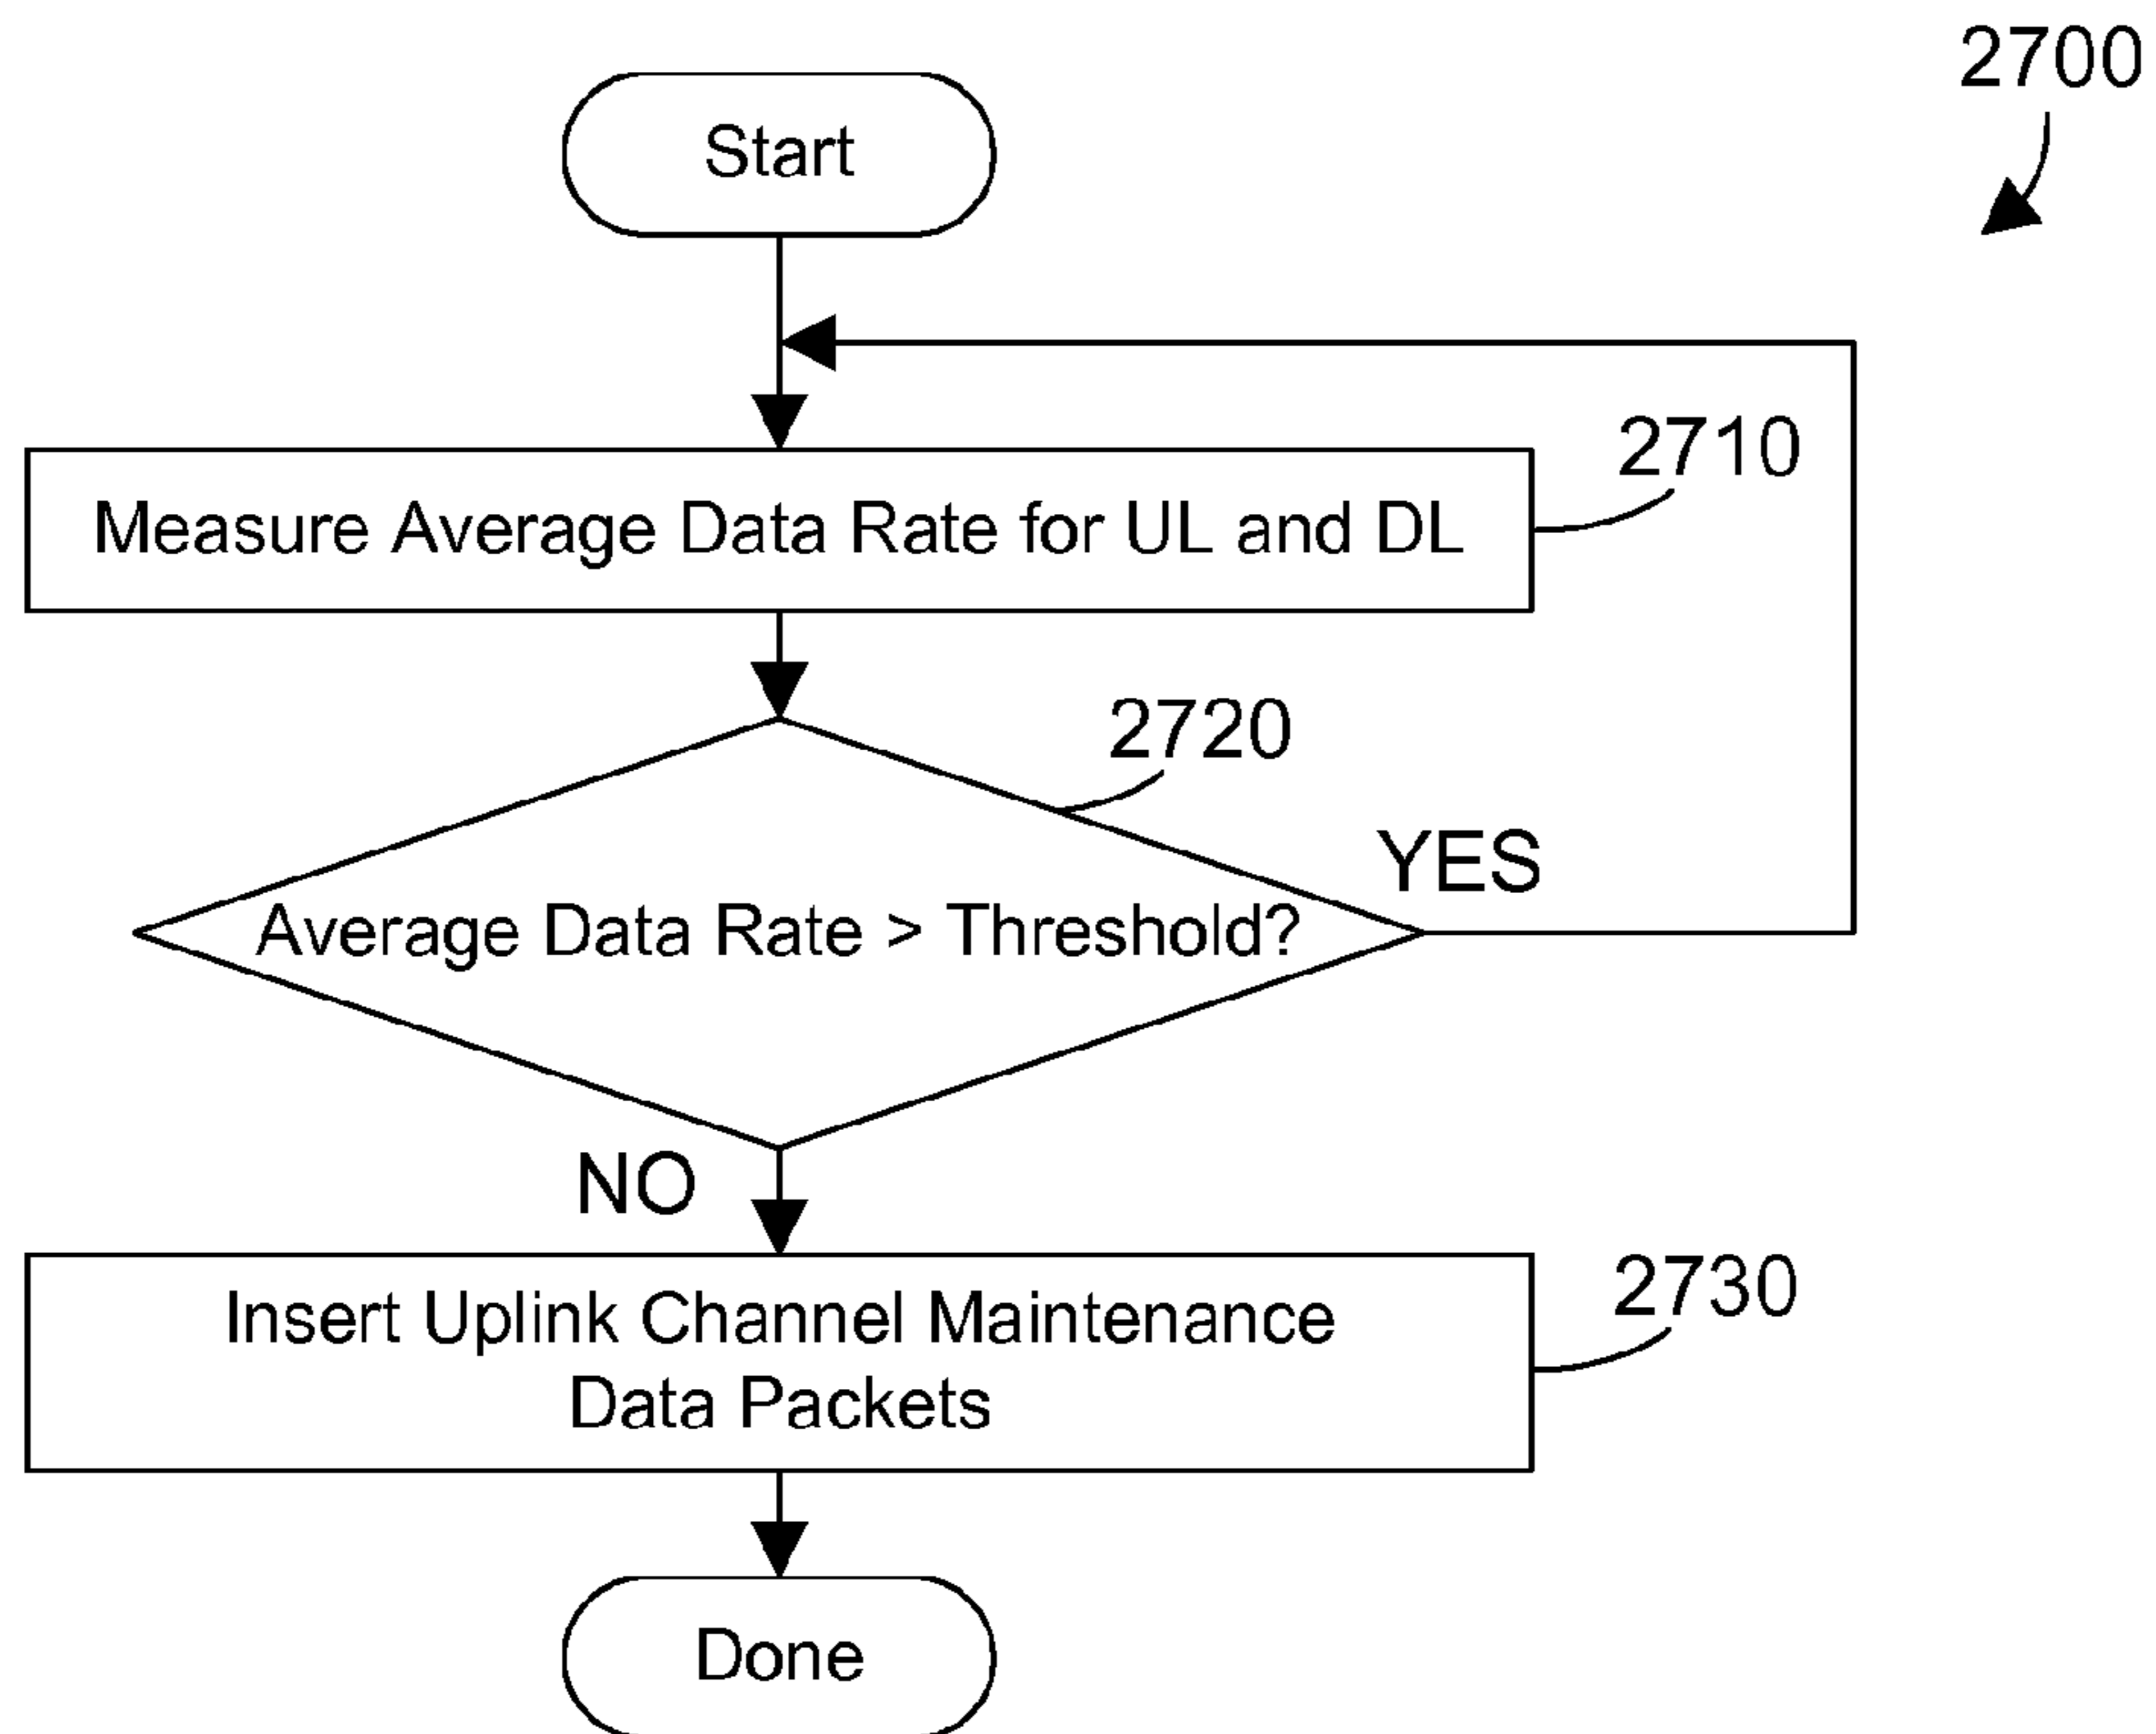 2700
Start
2710
Measure Average Data Rate for UL and DL
2720
YES
Average Data Rate > Threshold?
NO
2730
Insert Uplink Channel Maintenance
Data Packets
Done